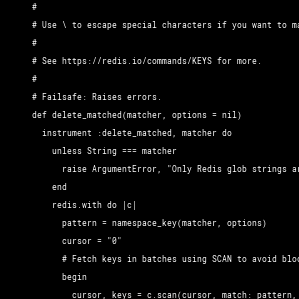 #
# Use \ to escape special characters if you want to ma
#
# See https://redis.io/commands/KEYS for more.
#
# Failsafe: Raises errors.
def delete_matched(matcher, options = nil)
instrument :delete_matched, matcher do
unless String === matcher
raise ArgumentError, "Only Redis glob strings ar
end
redis.with do |c|
pattern = namespace_key(matcher, options)
cursor = "0"
# Fetch keys in batches using SCAN to avoid bloc
begin
cursor, keys = c.scan(cursor, match: pattern,